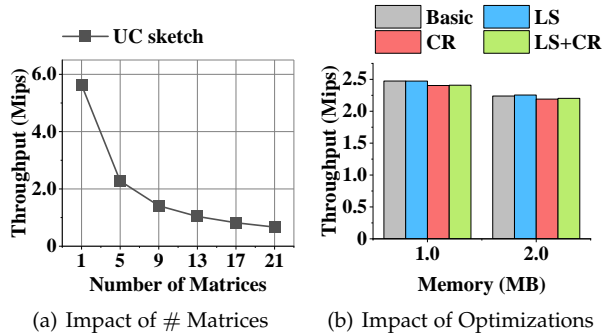 UC sketch
Throughput (Mips)
6.0
4.0
2.0
0
1 5 9 13 17 21
Number of Matrices
(a) Impact of # Matrices
Basic LS
CR LS+CR
Throughput (Mips)
2.5
2.0
1.5
1.0
0.5
0
1.0 2.0
Memory (MB)
(b) Impact of Optimizations